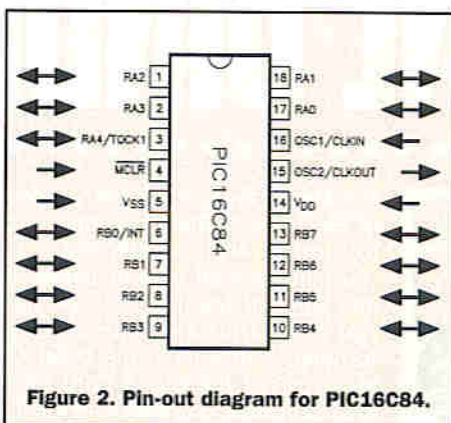 RA2 1 18 RA1
RA3 2 17 RA0
RA4/TOCK1 3 16 OSC1/CLKIN
MCLR 4 15 OSC2/CLKOUT
VSS 5 14 VDD
RB0/INT 6 13 RB7
RB1 7 12 RB6
RB2 8 11 RB5
RB3 9 10 RB4
PIC16C84
Figure 2. Pin-out diagram for PIC16C84.